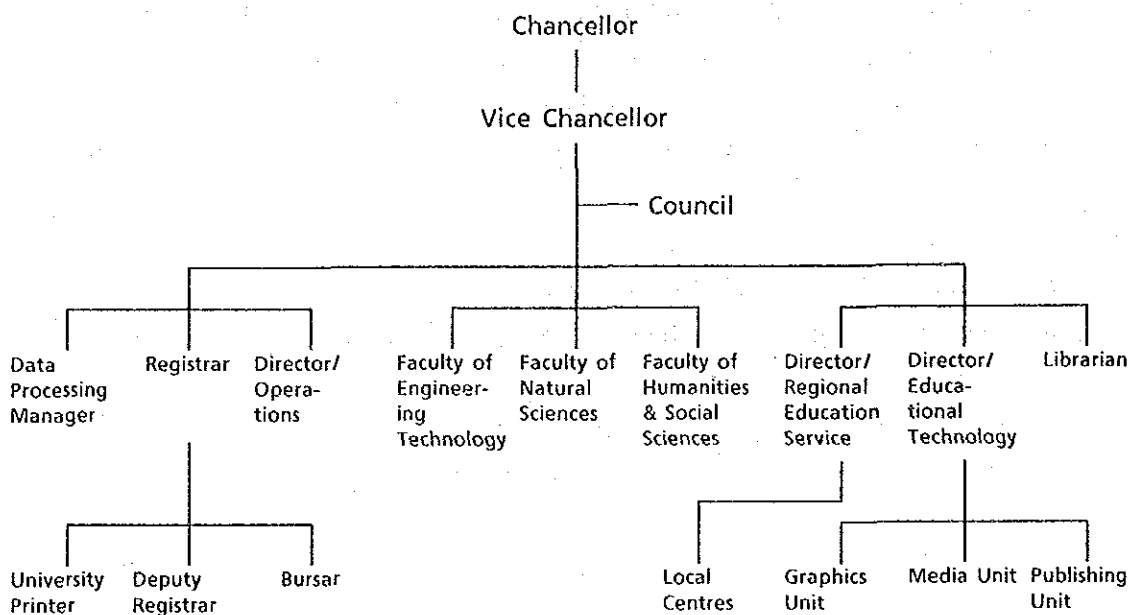 Chancellor
Vice Chancellor
Council
Data
Processing
Manager
Registrar
Director/
Opera-
tions
Faculty of
Engineer-
ing
Technology
Faculty of
Natural
Sciences
Faculty of
Humanities
& Social
Sciences
Director/
Regional
Education
Service
Director/
Educa-
tional
Technology
Librarian
University
Printer
Deputy
Registrar
Bursar
Local
Centres
Graphics
Unit
Media Unit
Publishing
Unit